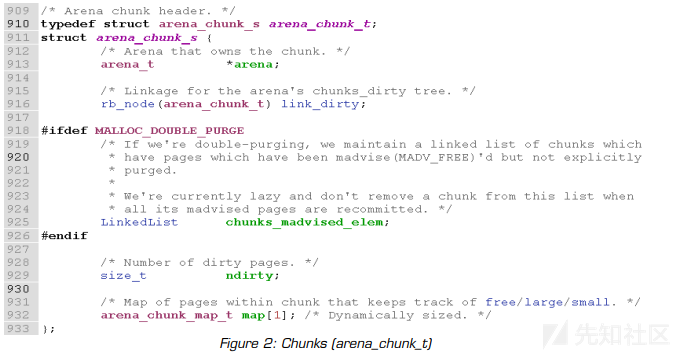 909 /* Arena chunk header. */
910 typedef struct arena_chunk_s arena_chunk_t;
911 struct arena_chunk_s {
912         /* Arena that owns the chunk. */
913         arena_t         *arena;
914
915         /* Linkage for the arena's chunks_dirty tree. */
916         rb_node(arena_chunk_t) link_dirty;
917
918 #ifdef MALLOC_DOUBLE_PURGE
919         /* If we're double-purging, we maintain a linked list of chunks which
920          * have pages which have been madvise(MADV_FREE)'d but not explicitly
921          * purged.
922          *
923          * We're currently lazy and don't remove a chunk from this list when
924          * all its madvised pages are recommitted. */
925         LinkedList      chunks_madvised_elem;
926 #endif
927
928         /* Number of dirty pages. */
929         size_t          ndirty;
930
931         /* Map of pages within chunk that keeps track of free/large/small. */
932         arena_chunk_map_t map[1]; /* Dynamically sized. */
933 };
Figure 2: Chunks (arena_chunk_t)
先知社区